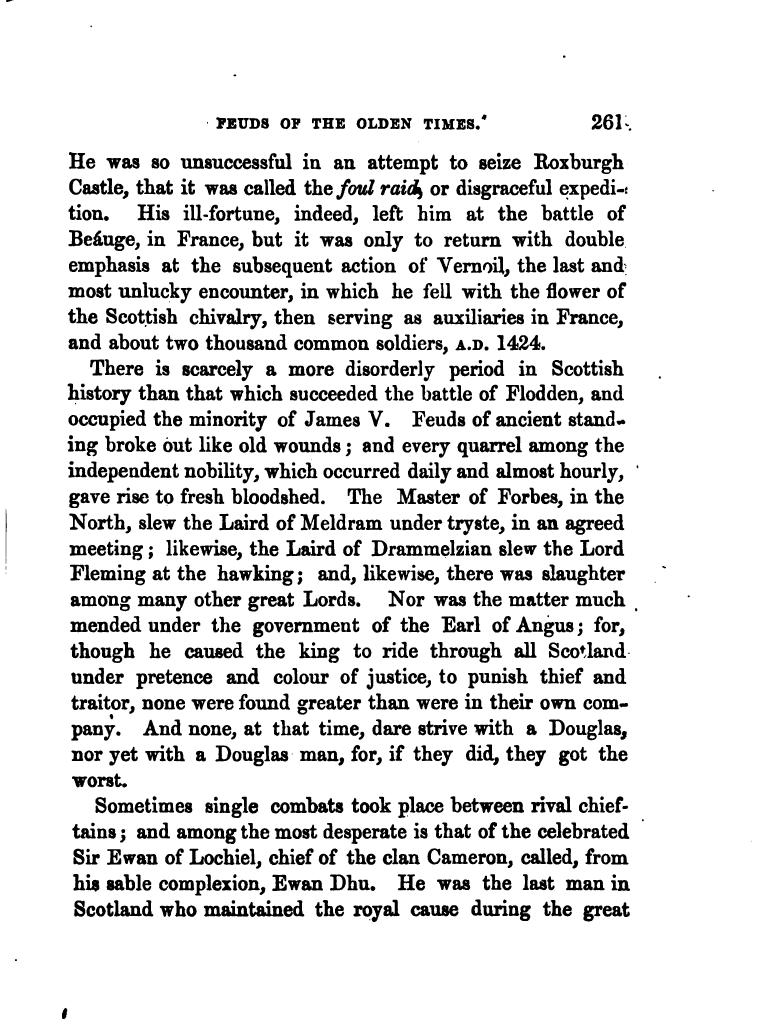 FEUDS OF THE OLDEN TIMES. 261
He was so unsuccessful in an attempt to seize Roxburgh
Castle, that it was called the foul raid, or disgraceful expedi-
tion. His ill-fortune, indeed, left him at the battle of
Beáuge, in France, but it was only to return with double
emphasis at the subsequent action of Vernoil, the last and
most unlucky encounter, in which he fell with the flower of
the Scottish chivalry, then serving as auxiliaries in France,
and about two thousand common soldiers, A.D. 1424.
There is scarcely a more disorderly period in Scottish
history than that which succeeded the battle of Flodden, and
occupied the minority of James V. Feuds of ancient stand-
ing broke out like old wounds; and every quarrel among the
independent nobility, which occurred daily and almost hourly,
gave rise to fresh bloodshed. The Master of Forbes, in the
North, slew the Laird of Meldram under tryste, in an agreed
meeting; likewise, the Laird of Drammelzian slew the Lord
Fleming at the hawking; and, likewise, there was slaughter
among many other great Lords. Nor was the matter much
mended under the government of the Earl of Angus; for,
though he caused the king to ride through all Scotland
under pretence and colour of justice, to punish thief and
traitor, none were found greater than were in their own com-
pany. And none, at that time, dare strive with a Douglas,
nor yet with a Douglas man, for, if they did, they got the
worst.
Sometimes single combats took place between rival chief-
tains; and among the most desperate is that of the celebrated
Sir Ewan of Lochiel, chief of the clan Cameron, called, from
his sable complexion, Ewan Dhu. He was the last man in
Scotland who maintained the royal cause during the great